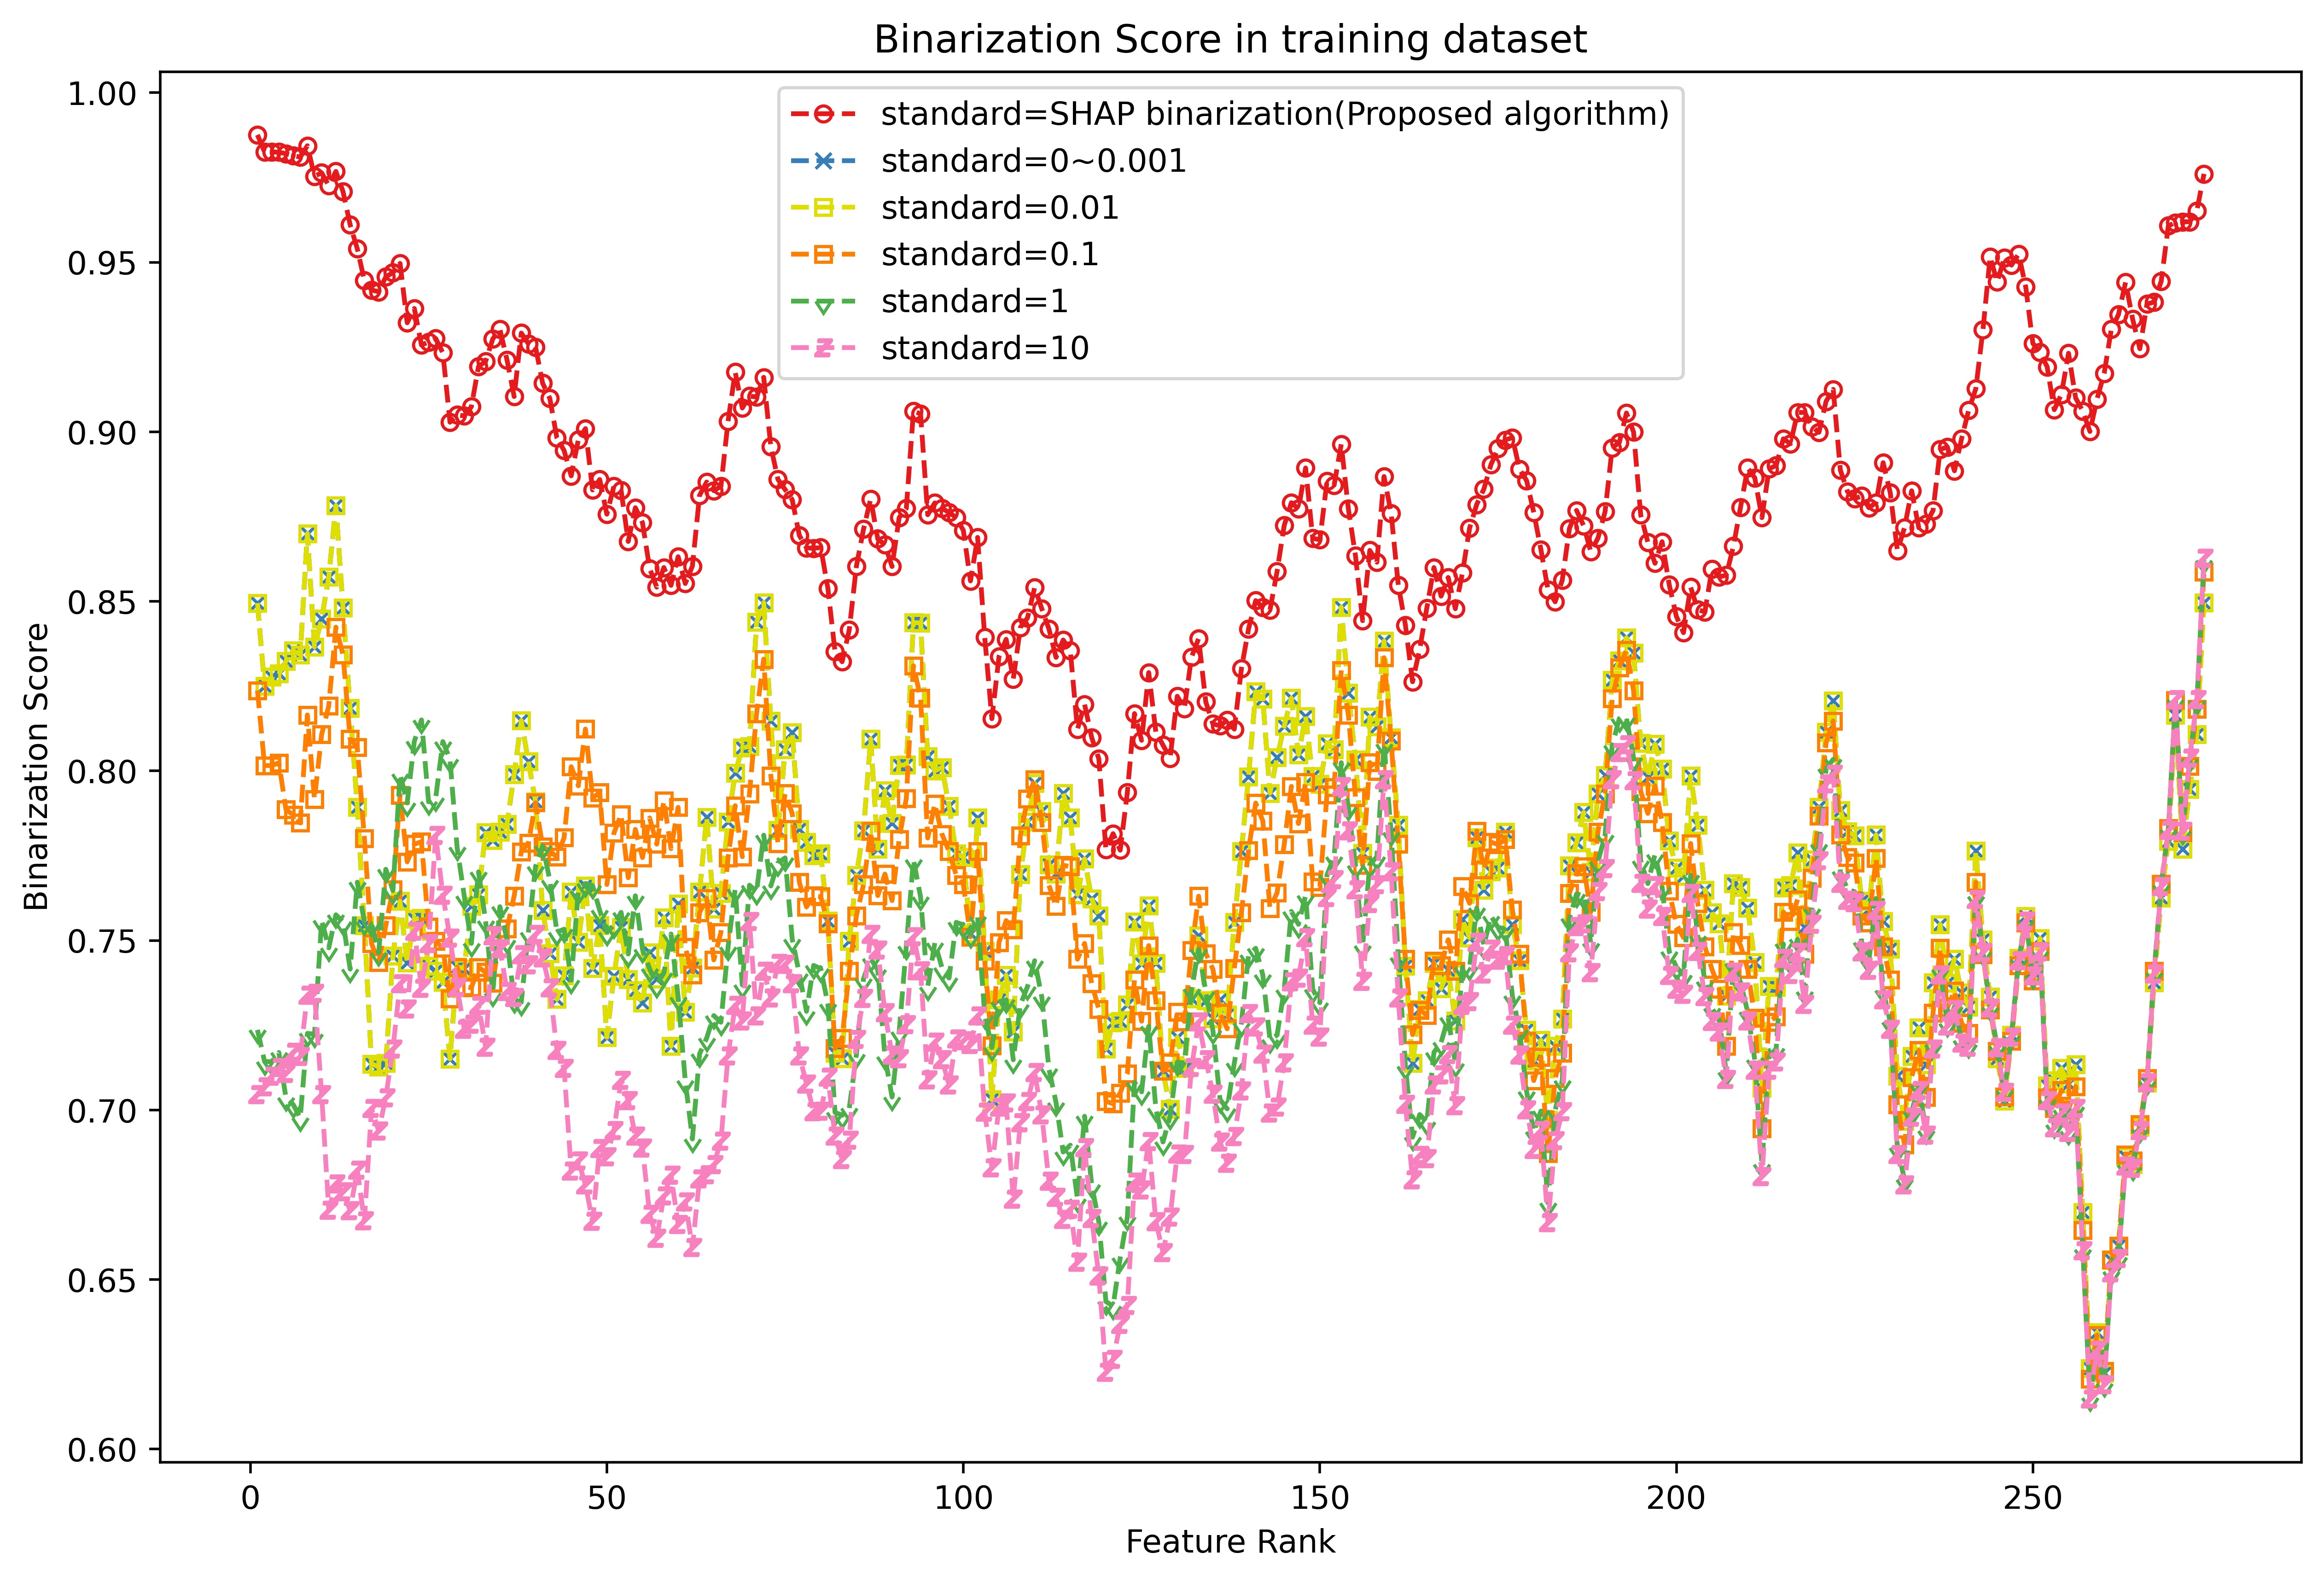 Binarization Score in training dataset
1.00
0.95
0.90
0.85
0.80
0.75
0.70
0.65
0.60
Binarization Score
standard=SHAP binarization(Proposed algorithm)
standard=0~0.001
standard=0.01
standard=0.1
standard=1
standard=10
0 50 100 150 200 250
Feature Rank